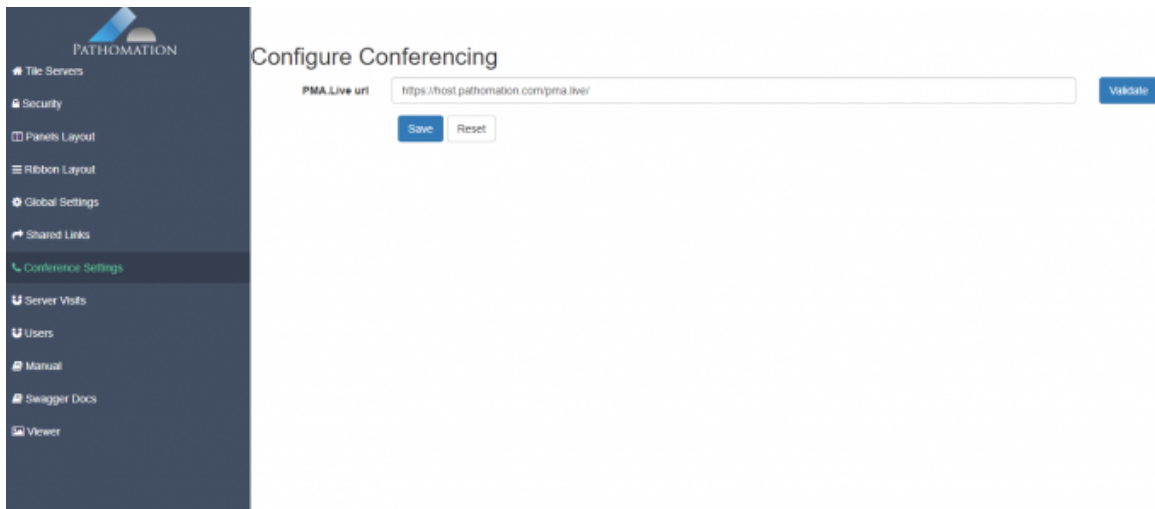 PATHOMATION
Tile Servers
Security
Panels Layout
Ribbon Layout
Global Settings
Shared Links
Conference Settings
Server Visits
Users
Manual
Swagger Docs
Viewer
Configure Conferencing
PMA.Live url https://host.pathomation.com/pma.live/ Validate
Save Reset